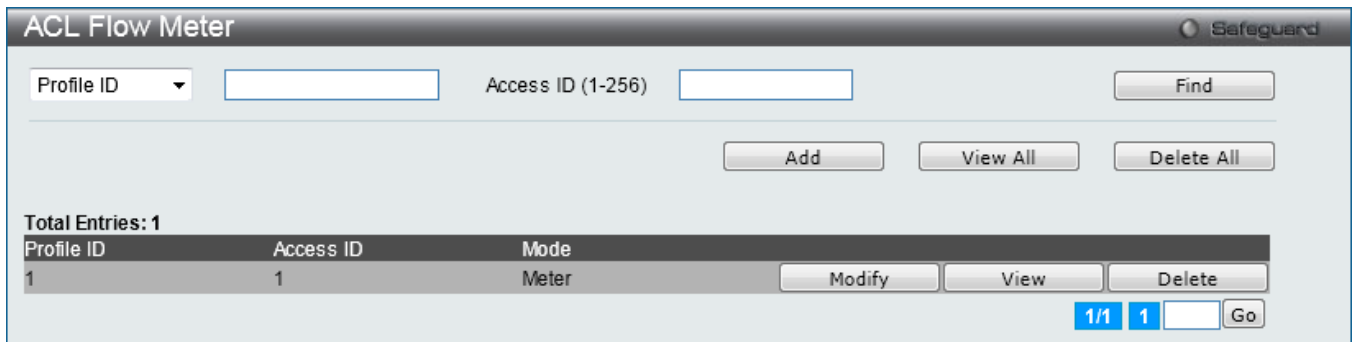 ACL Flow Meter Safeguard
Profile ID Access ID (1-256) Find
Add View All Delete All
Total Entries: 1
Profile ID Access ID Mode
1 1 Meter Modify View Delete
1/1 1 Go